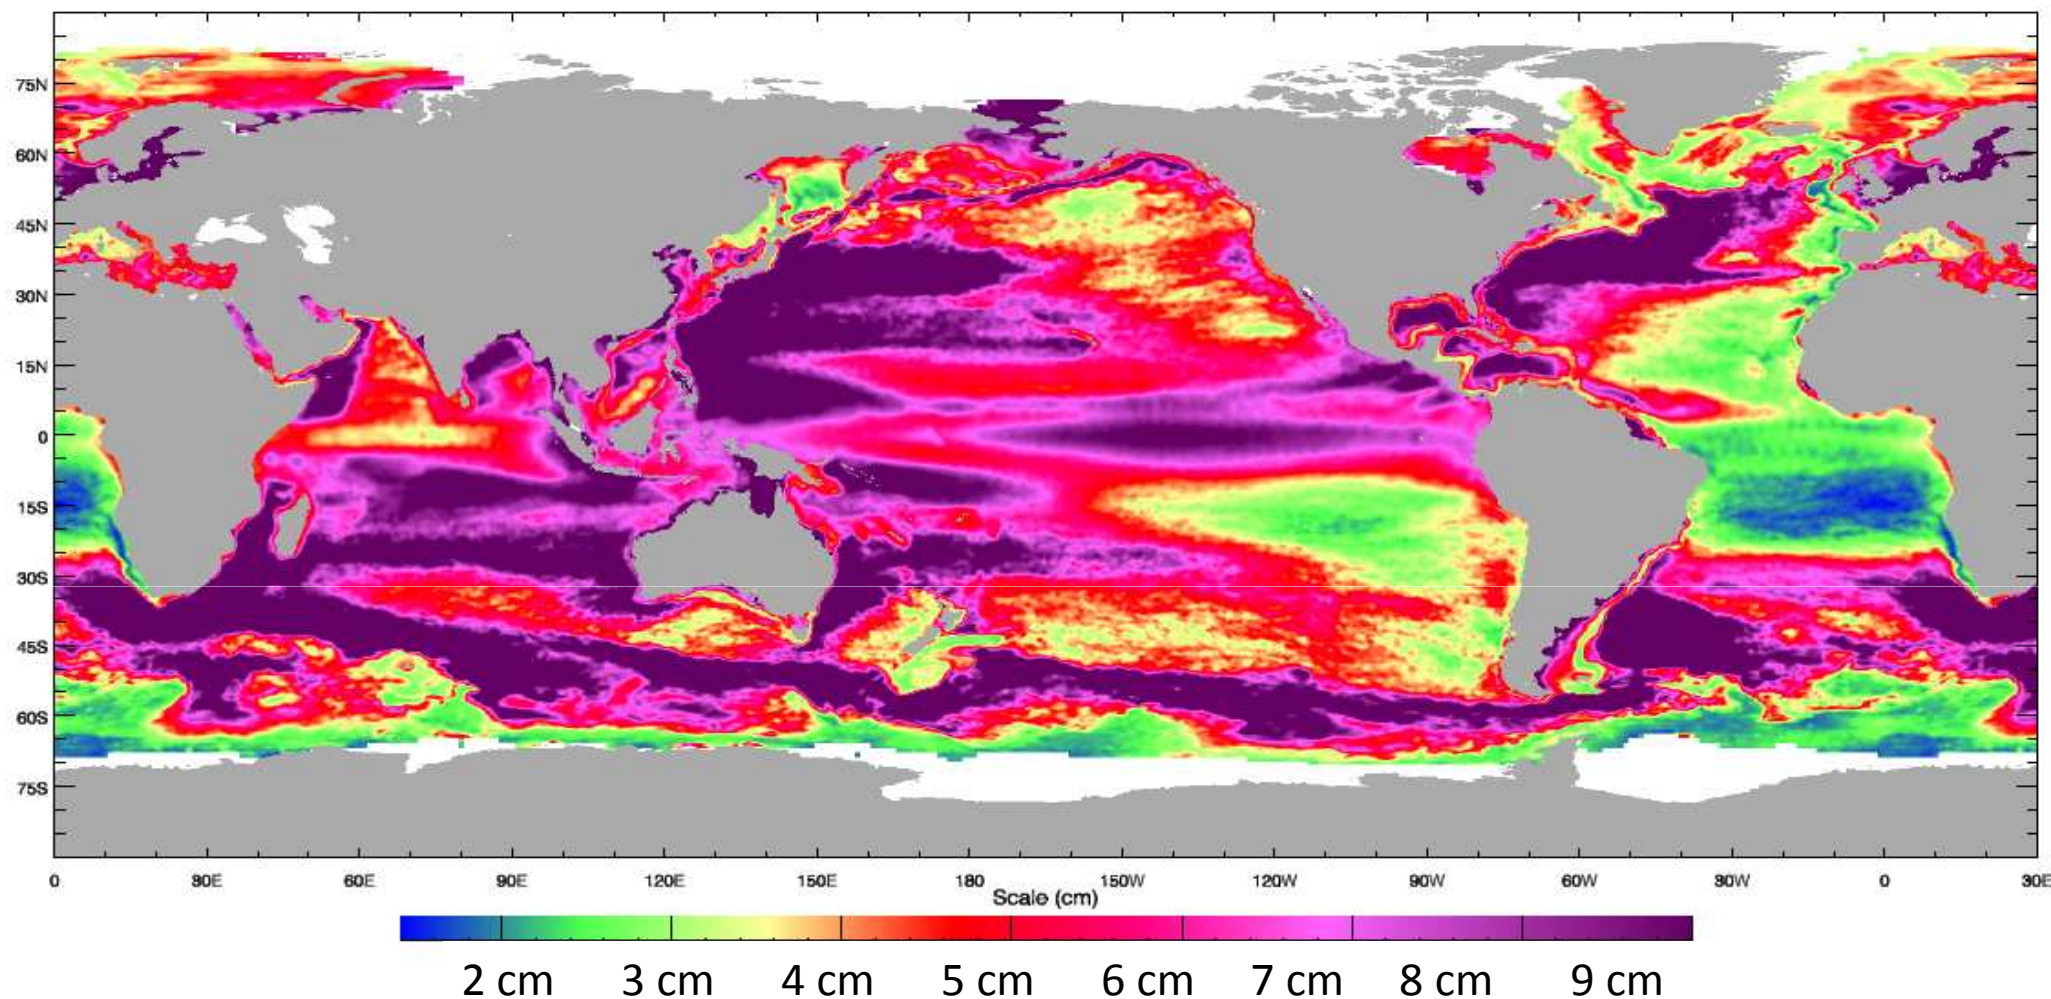 75N
60N
45N
30N
15N
0
15S
30S
45S
60S
75S
0 30E 60E 90E 120E 150E 180 150W 120W 90W 60W 30W 0 30E
Scale (cm)
2 cm 3 cm 4 cm 5 cm 6 cm 7 cm 8 cm 9 cm